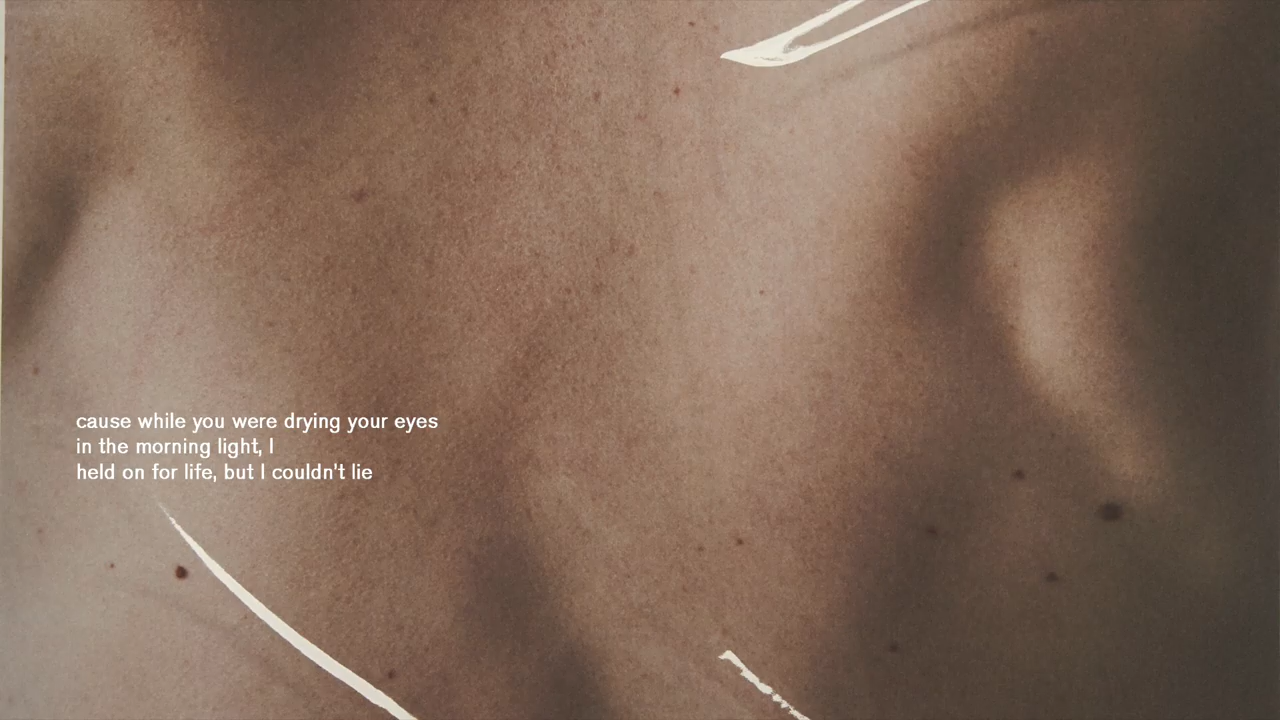 cause while you were drying your eyes
in the morning light, I
held on for life, but I couldn't lie